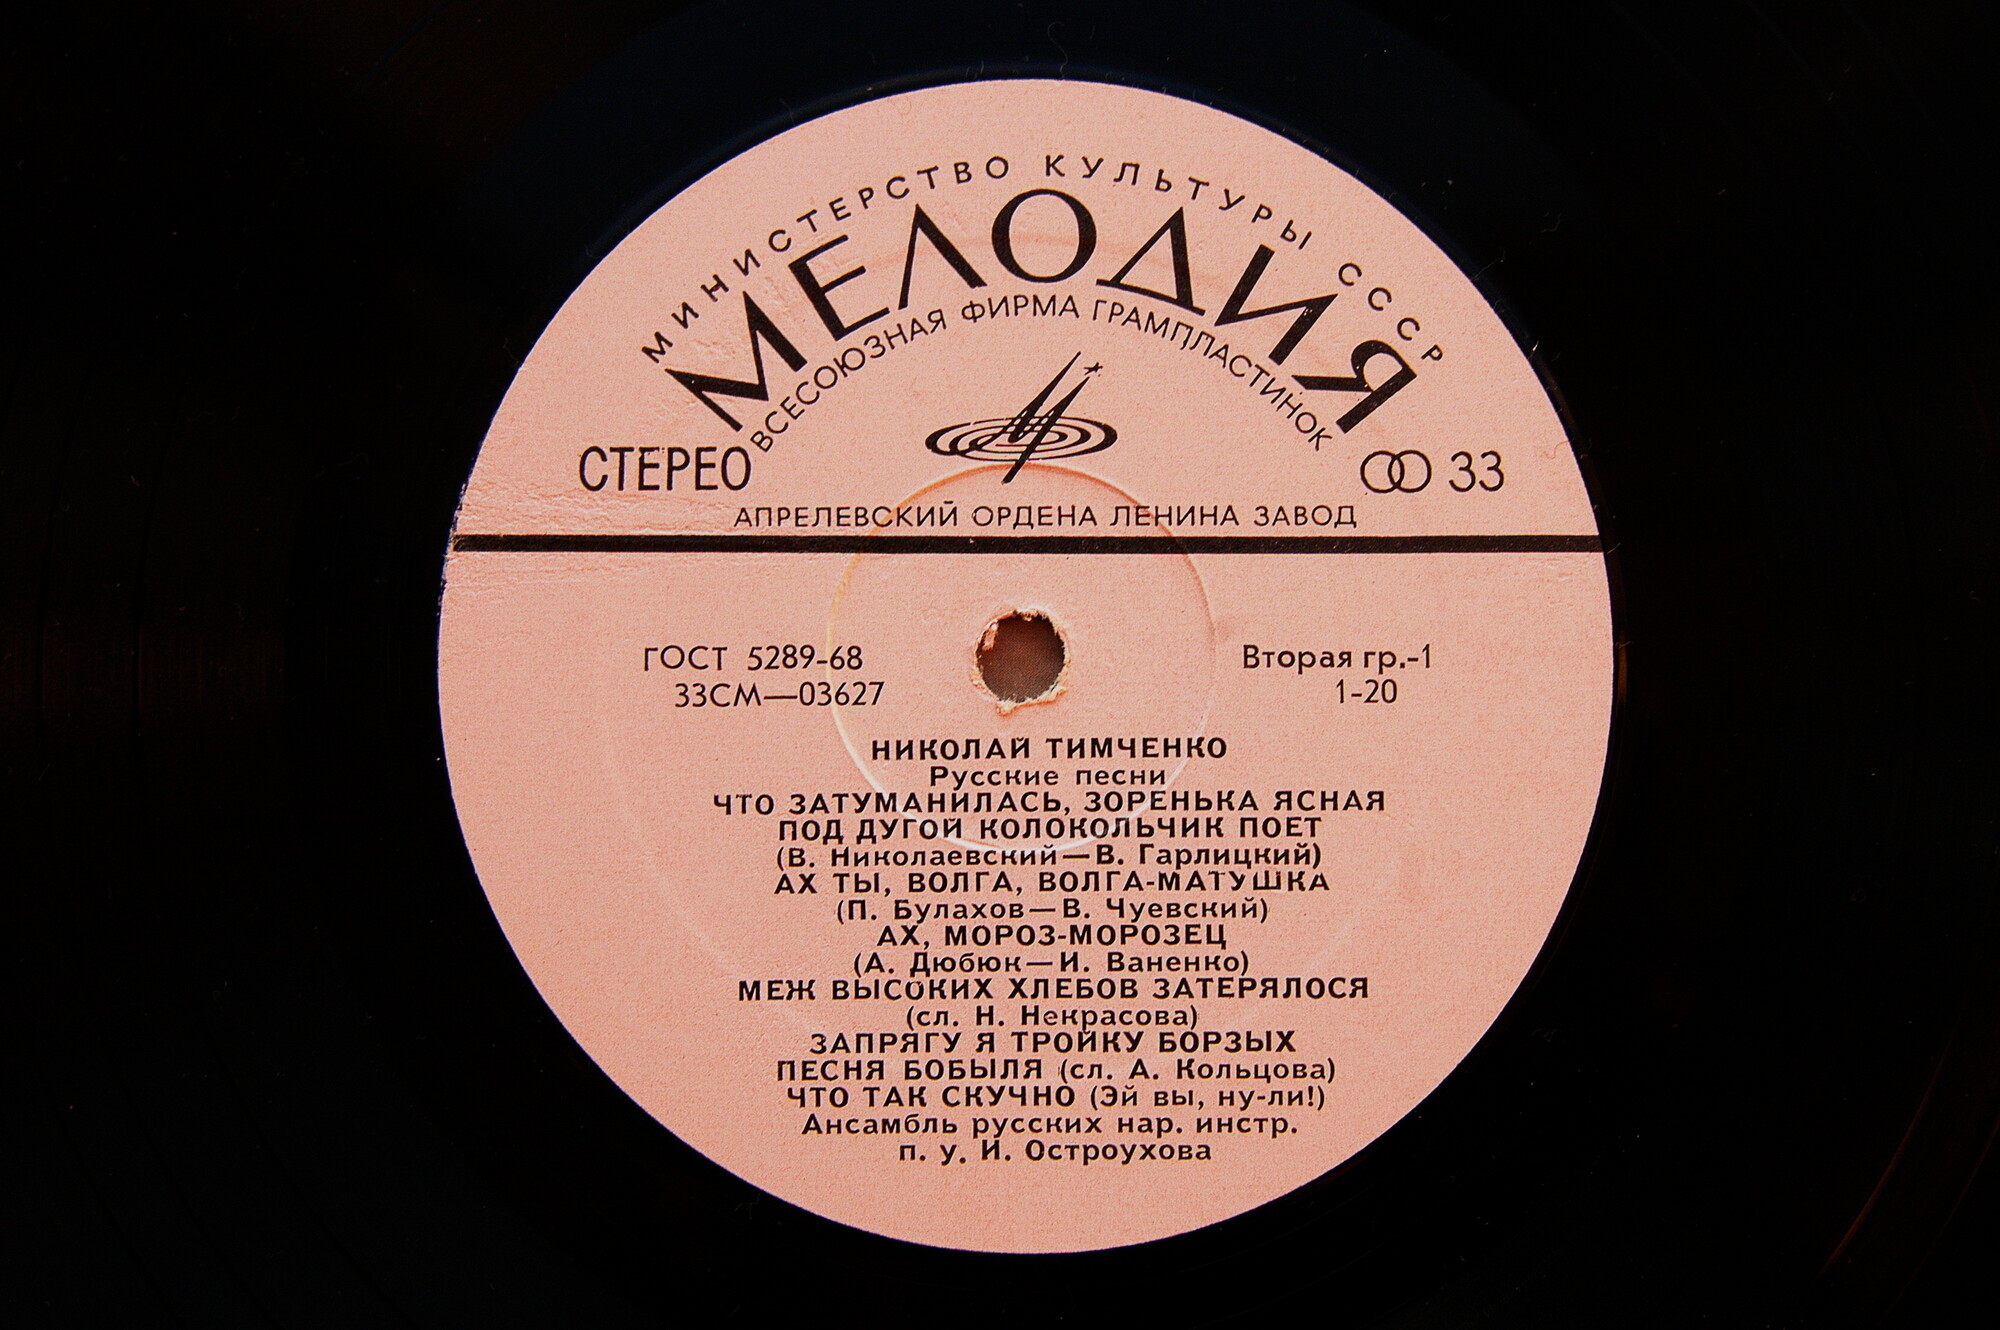 МИНИСТЕРСТВО КУЛЬТУРЫ СССР
МЕЛОДИЯ
ВСЕСОЮЗНАЯ ФИРМА ГРАМПЛАСТИНОК
СТЕРЕО
33
АПРЕЛЕВСКИЙ ОРДЕНА ЛЕНИНА ЗАВОД
ГОСТ 5289-68
33СМ—03627
Вторая гр.-1
1-20
НИКОЛАЙ ТИМЧЕНКО
Русские песни
ЧТО ЗАТУМАНИЛАСЬ, ЗОРЕНЬКА ЯСНАЯ
ПОД ДУГОЙ КОЛОКОЛЬЧИК ПОЕТ
(В. Николаевский—В. Гарлицкий)
АХ ТЫ, ВОЛГА, ВОЛГА-МАТУШКА
(П. Булахов—В. Чуевский)
АХ, МОРОЗ-МОРОЗЕЦ
(А. Дюбюк—И. Ваненко)
МЕЖ ВЫСОКИХ ХЛЕБОВ ЗАТЕРЯЛОСЯ
(сл. Н. Некрасова)
ЗАПРЯГУ Я ТРОЙКУ БОРЗЫХ
ПЕСНЯ БОБЫЛЯ (сл. А. Кольцова)
ЧТО ТАК СКУЧНО (Эй вы, ну-ли!)
Ансамбль русских нар. инстр.
п. у. И. Остроухова